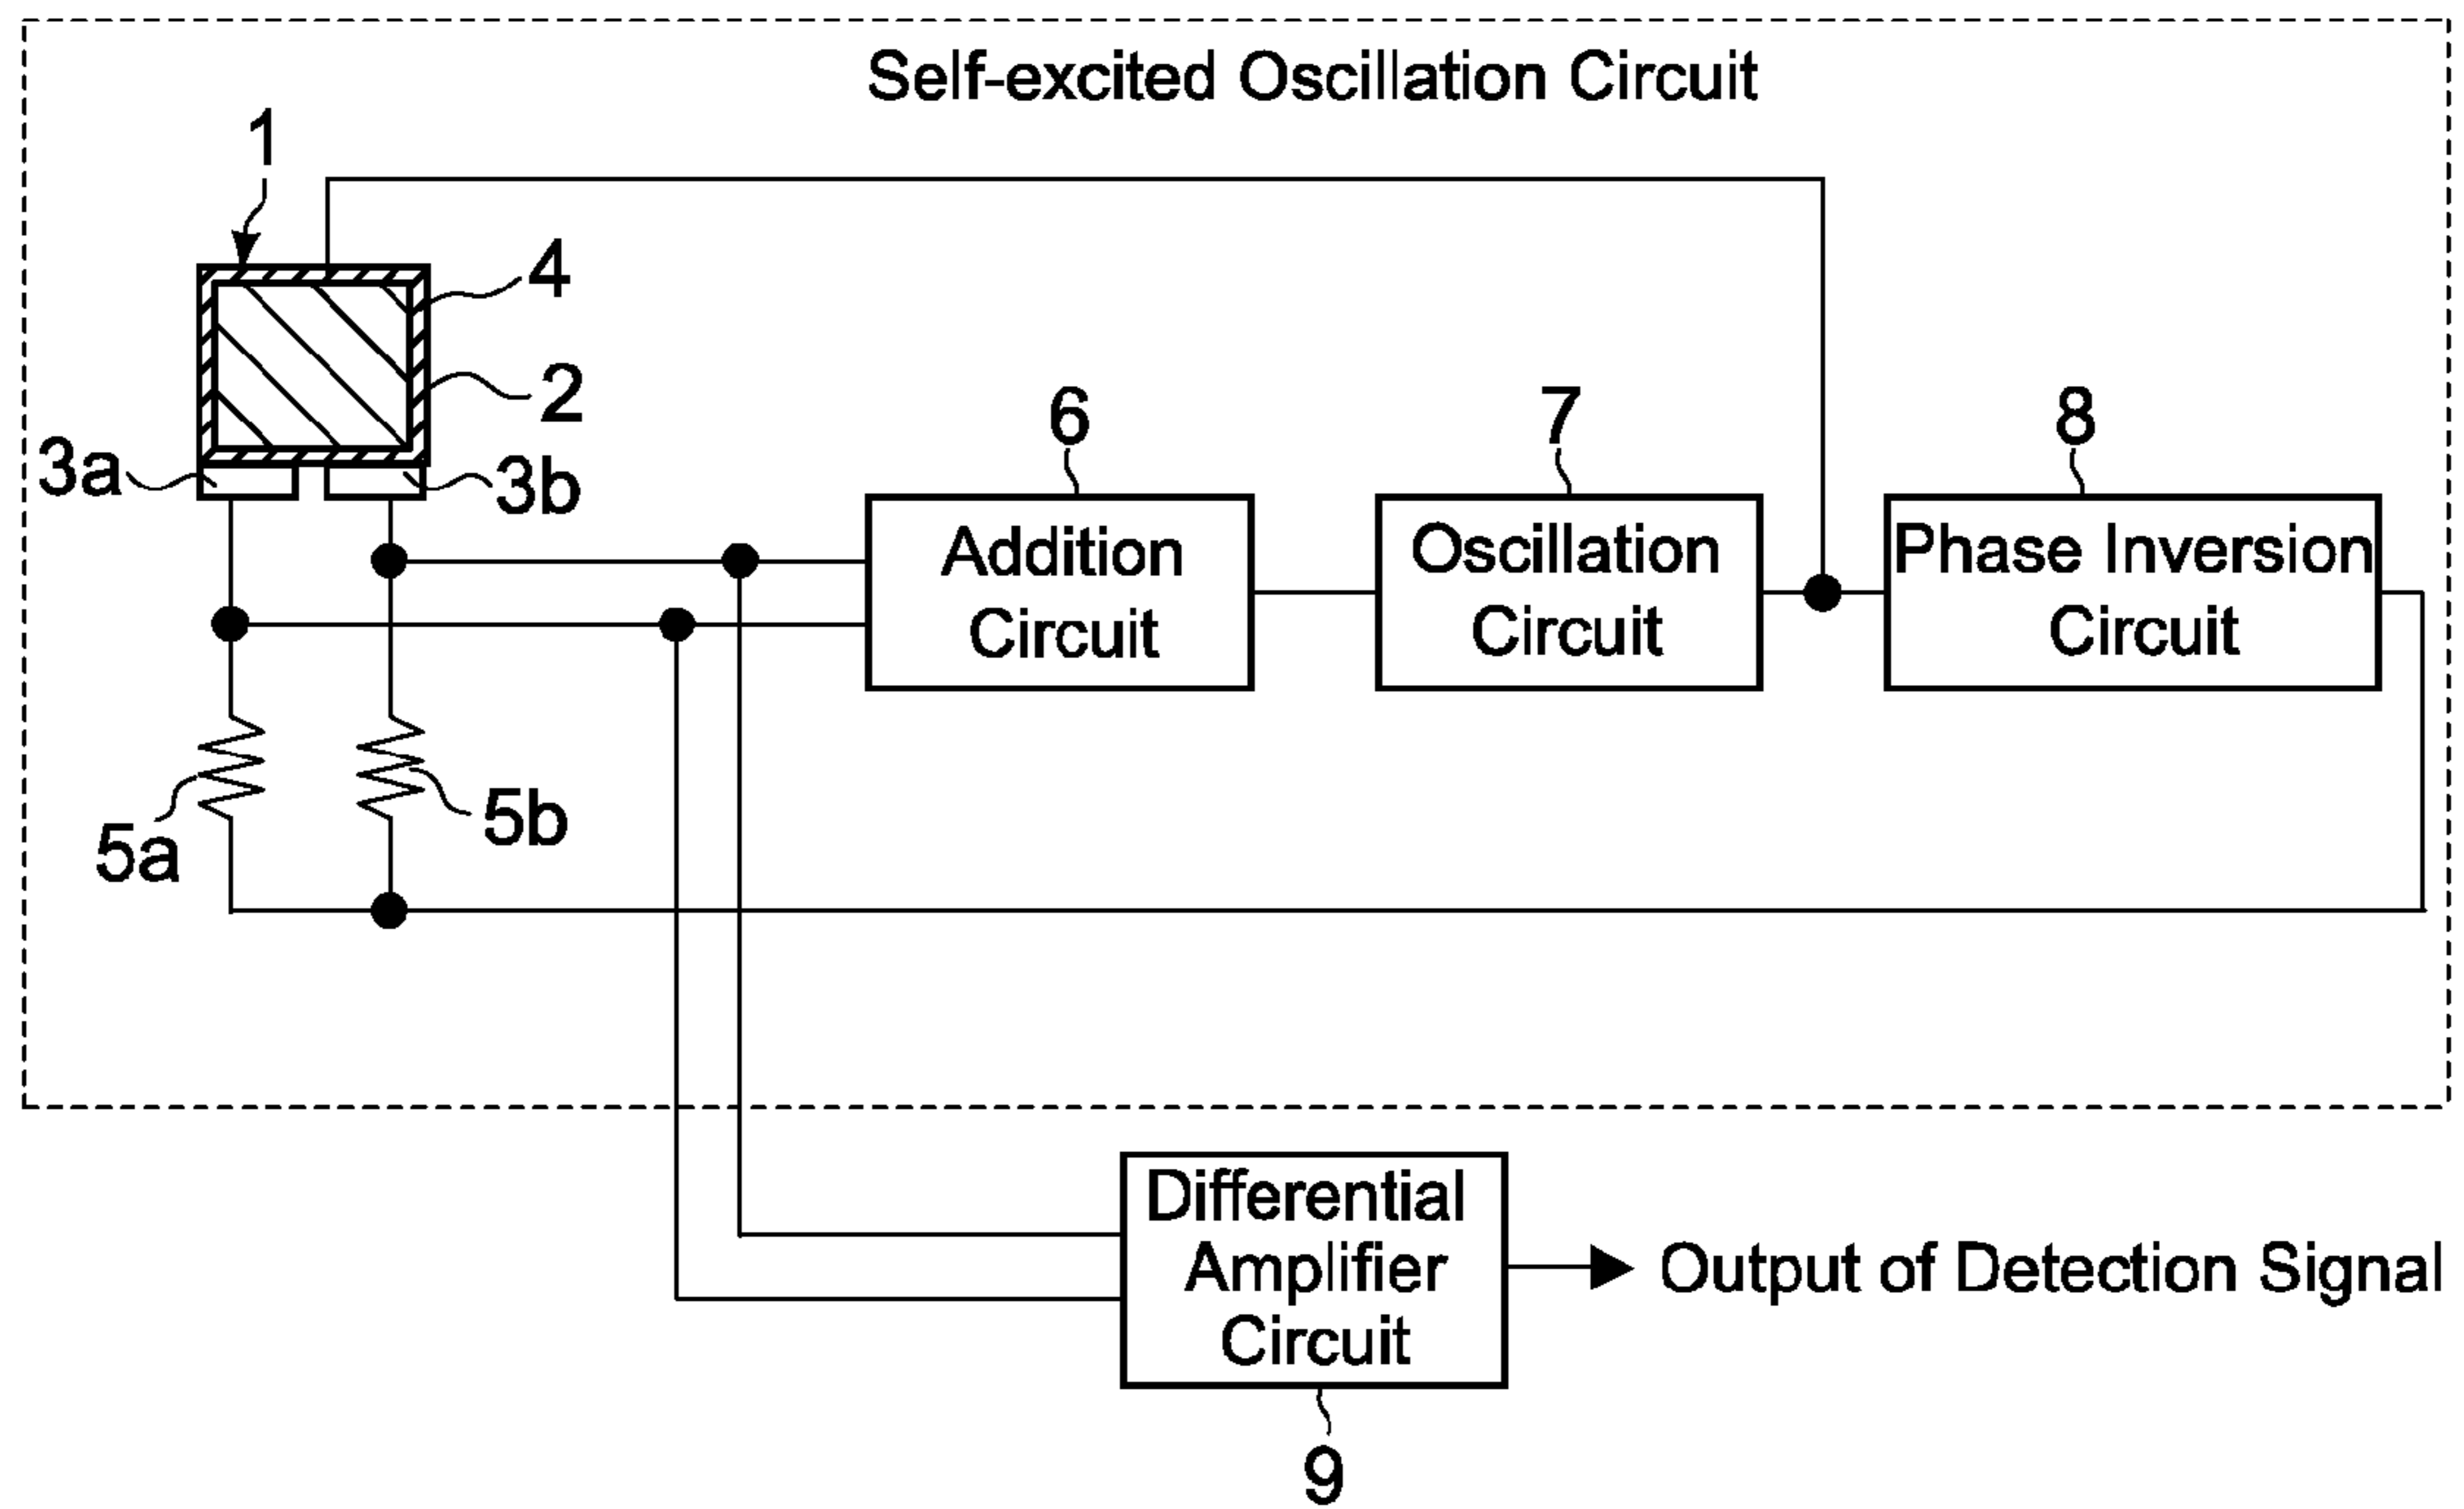 Self-excited Oscillation Circuit
1
4
2
3a
3b
6
7
8
Addition
Circuit
Oscillation
Circuit
Phase Inversion
Circuit
5a
5b
Differential
Amplifier
Circuit
Output of Detection Signal
9